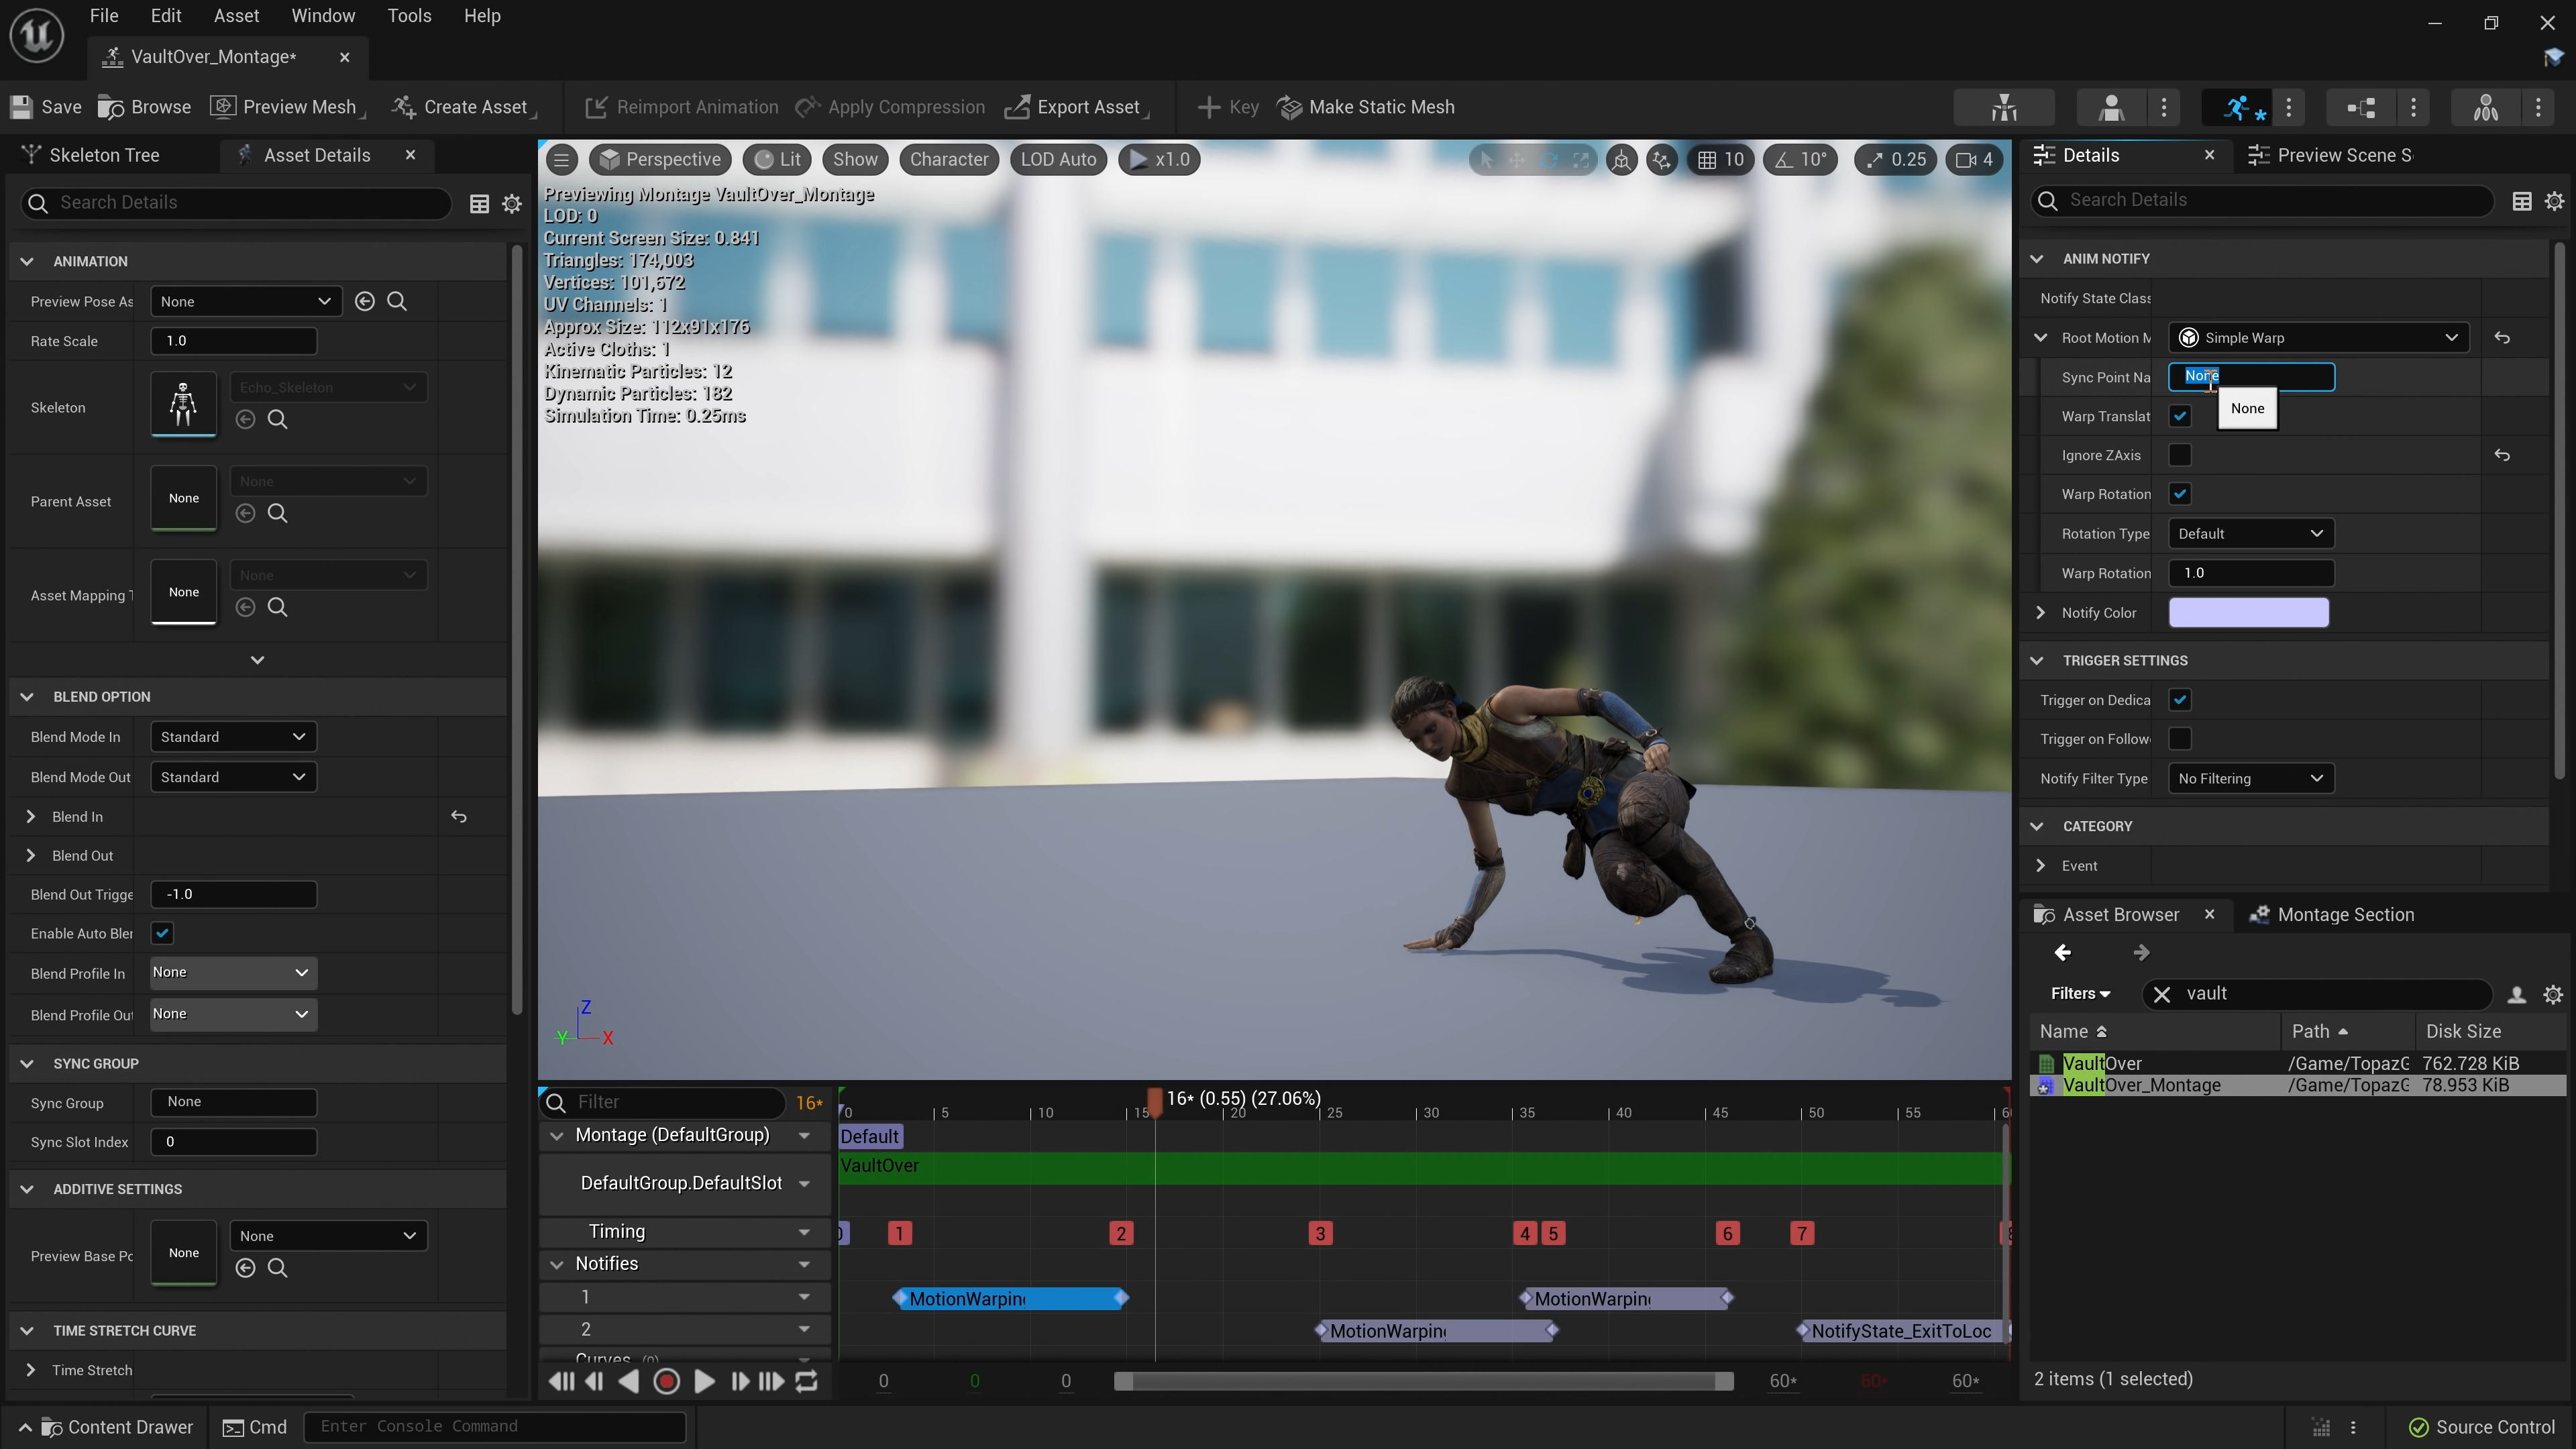 File Edit Asset Window Tools Help
VaultOver_Montage*
Save Browse Preview Mesh Create Asset Reimport Animation Apply Compression Export Asset Key Make Static Mesh
Skeleton Tree Asset Details
Search Details
ANIMATION
Preview Pose As None
Rate Scale 1.0
Skeleton Echo_Skeleton
Parent Asset None None
Asset Mapping T None None
BLEND OPTION
Blend Mode In Standard
Blend Mode Out Standard
Blend In
Blend Out
Blend Out Trigge -1.0
Enable Auto Bler
Blend Profile In None
Blend Profile Out None
SYNC GROUP
Sync Group None
Sync Slot Index 0
ADDITIVE SETTINGS
Preview Base Po None None
TIME STRETCH CURVE
Time Stretch
Perspective Lit Show Character LOD Auto x1.0 10 10° 0.25 4
Previewing Montage VaultOver_Montage
LOD: 0
Current Screen Size: 0.841
Triangles: 174,003
Vertices: 101,672
UV Channels: 1
Approx Size: 112x91x176
Active Cloths: 1
Kinematic Particles: 12
Dynamic Particles: 182
Simulation Time: 0.25ms
Z
Y X
Filter 16* 16* (0.55) (27.06%)
0 5 10 15 20 25 30 35 40 45 50 55
Montage (DefaultGroup) Default
VaultOver
DefaultGroup.DefaultSlot
Timing 1 2 3 4 5 6 7
Notifies
1 MotionWarpin MotionWarpin
2 MotionWarpin NotifyState_ExitToLoc
Curves (0)
0 0 0 60* 60* 60*
Details Preview Scene S
Search Details
ANIM NOTIFY
Notify State Class
Root Motion M Simple Warp
Sync Point Na None
None
Warp Translat
Ignore ZAxis
Warp Rotation
Rotation Type Default
Warp Rotation 1.0
Notify Color
TRIGGER SETTINGS
Trigger on Dedica
Trigger on Follow
Notify Filter Type No Filtering
CATEGORY
Event
Asset Browser Montage Section
Filters vault
Name Path Disk Size
VaultOver /Game/TopazG 762.728 KiB
VaultOver_Montage /Game/TopazG 78.953 KiB
2 items (1 selected)
Content Drawer Cmd Enter Console Command Source Control